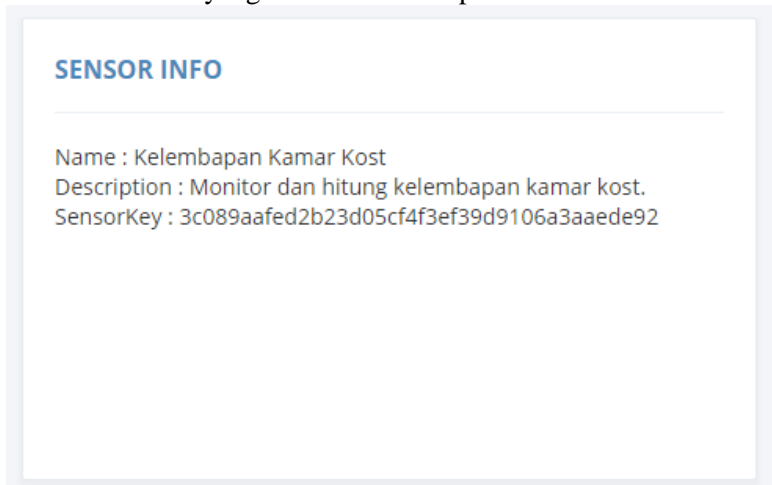 SENSOR INFO
Name : Kelembapan Kamar Kost
Description : Monitor dan hitung kelembapan kamar kost.
SensorKey : 3c089aafed2b23d05cf4f3ef39d9106a3aaede92